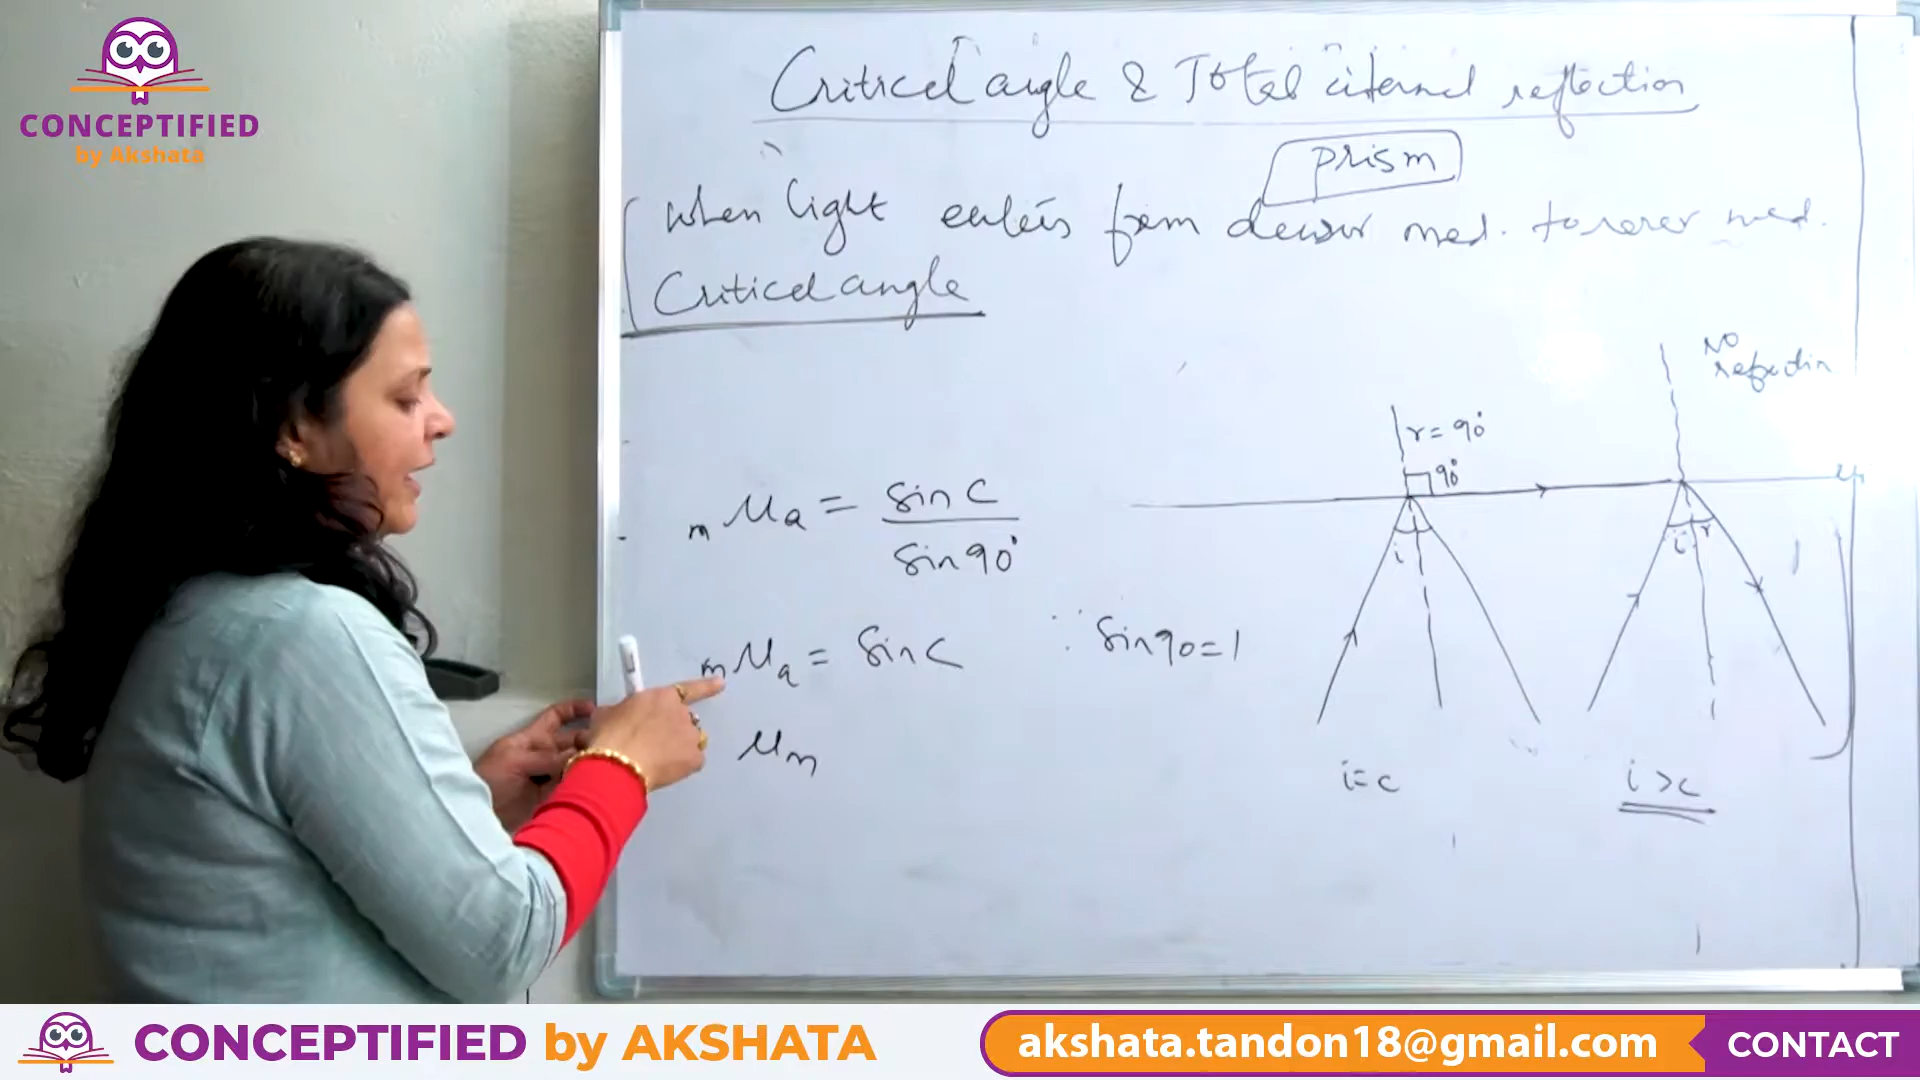 CONCEPTIFIED
by Akshata
Critical angle & Total internal reflection
prism
When light enters from denser med. to rarer med.
Critical angle
NO
refraction
r = 90°
90°
mμa = sin c / sin 90°
i
i r
mμa = sin c ∵ sin 90 = 1
μm
i = c
i > c
CONCEPTIFIED by AKSHATA
akshata.tandon18@gmail.com
CONTACT